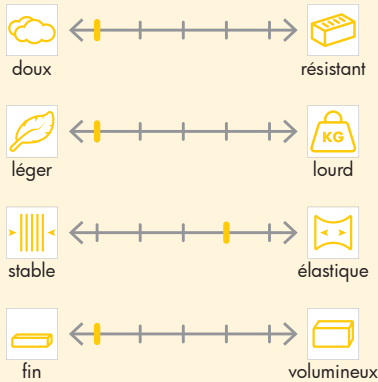 doux
résistant
KG
léger
lourd
stable
élastique
fin
volumineux